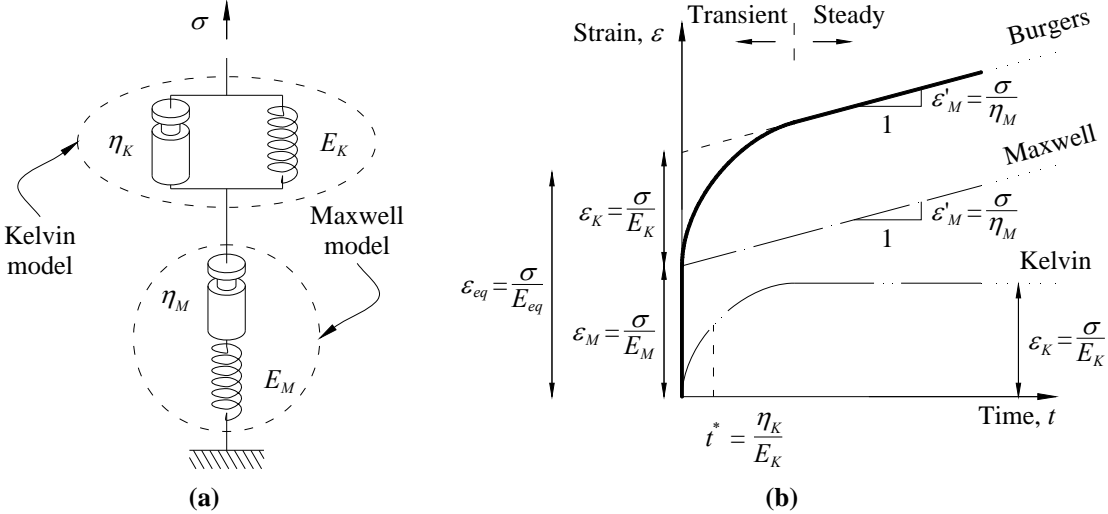 σ
η_K
E_K
Kelvin
model
Maxwell
model
η_M
E_M
(a)
Transient
Steady
Strain, ε
Burgers
ε'_M = σ/η_M
1
Maxwell
ε_K = σ/E_K
ε'_M = σ/η_M
1
Kelvin
ε_eq = σ/E_eq
ε_M = σ/E_M
ε_K = σ/E_K
Time, t
t* = η_K/E_K
(b)